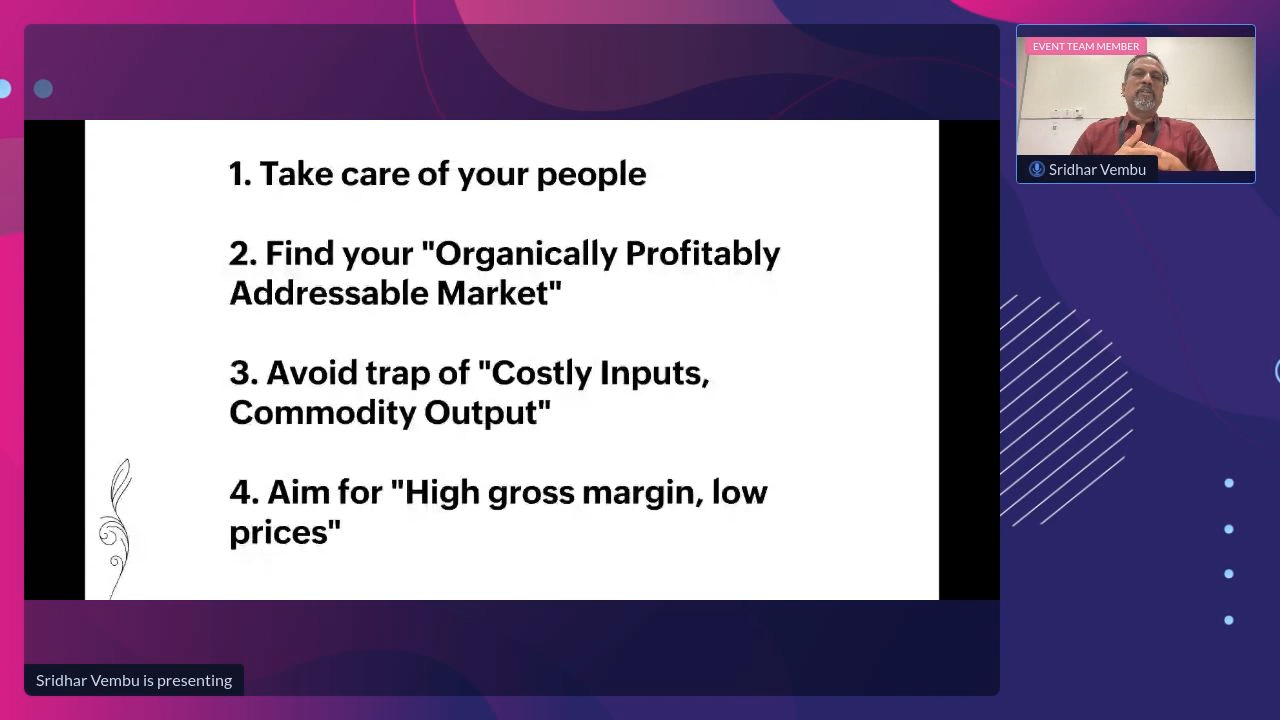 1. Take care of your people
2. Find your "Organically Profitably
Addressable Market"
3. Avoid trap of "Costly Inputs,
Commodity Output"
4. Aim for "High gross margin, low
prices"
Sridhar Vembu is presenting
EVENT TEAM MEMBER
Sridhar Vembu